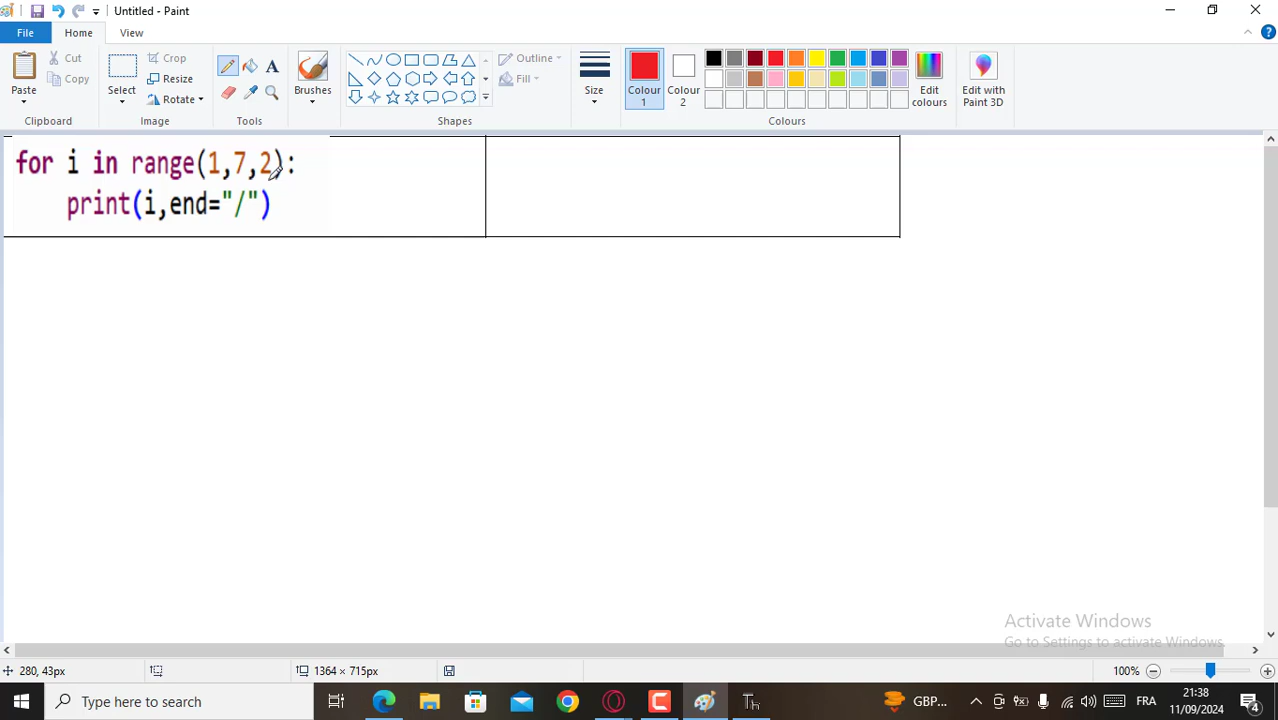 Untitled - Paint
File
Home
View
Paste
Cut
Copy
Clipboard
Select
Crop
Resize
Rotate
Image
Tools
Brushes
Shapes
Outline
Fill
Size
Colour 1
Colour 2
Edit colours
Edit with Paint 3D
Colours
for i in range(1,7,2):
print(i,end="/")
Activate Windows
Go to Settings to activate Windows.
280, 43px
1364 × 715px
100%
Type here to search
GBP...
FRA
21:38
11/09/2024
4